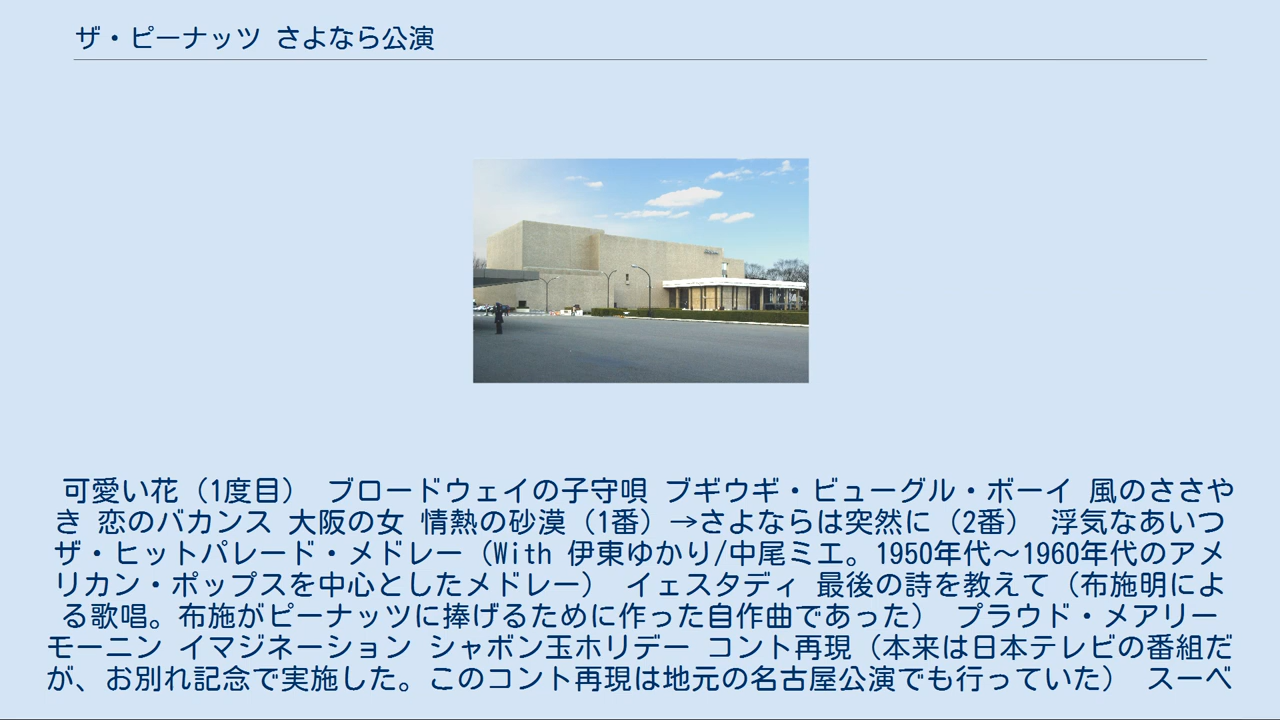 ザ・ピーナッツ さよなら公演
可愛い花（1度目） ブロードウェイの子守唄 ブギウギ・ビューグル・ボーイ 風のささや
き 恋のバカンス 大阪の女 情熱の砂漠（1番）→さよならは突然に（2番） 浮気なあいつ
ザ・ヒットパレード・メドレー（With 伊東ゆかり/中尾ミエ。1950年代～1960年代のアメ
リカン・ポップスを中心としたメドレー） イェスタディ 最後の詩を教えて（布施明によ
る歌唱。布施がピーナッツに捧げるために作った自作曲であった） プラウド・メアリー
モーニン イマジネーション シャボン玉ホリデー コント再現（本来は日本テレビの番組だ
が、お別れ記念で実施した。このコント再現は地元の名古屋公演でも行っていた） スーベ